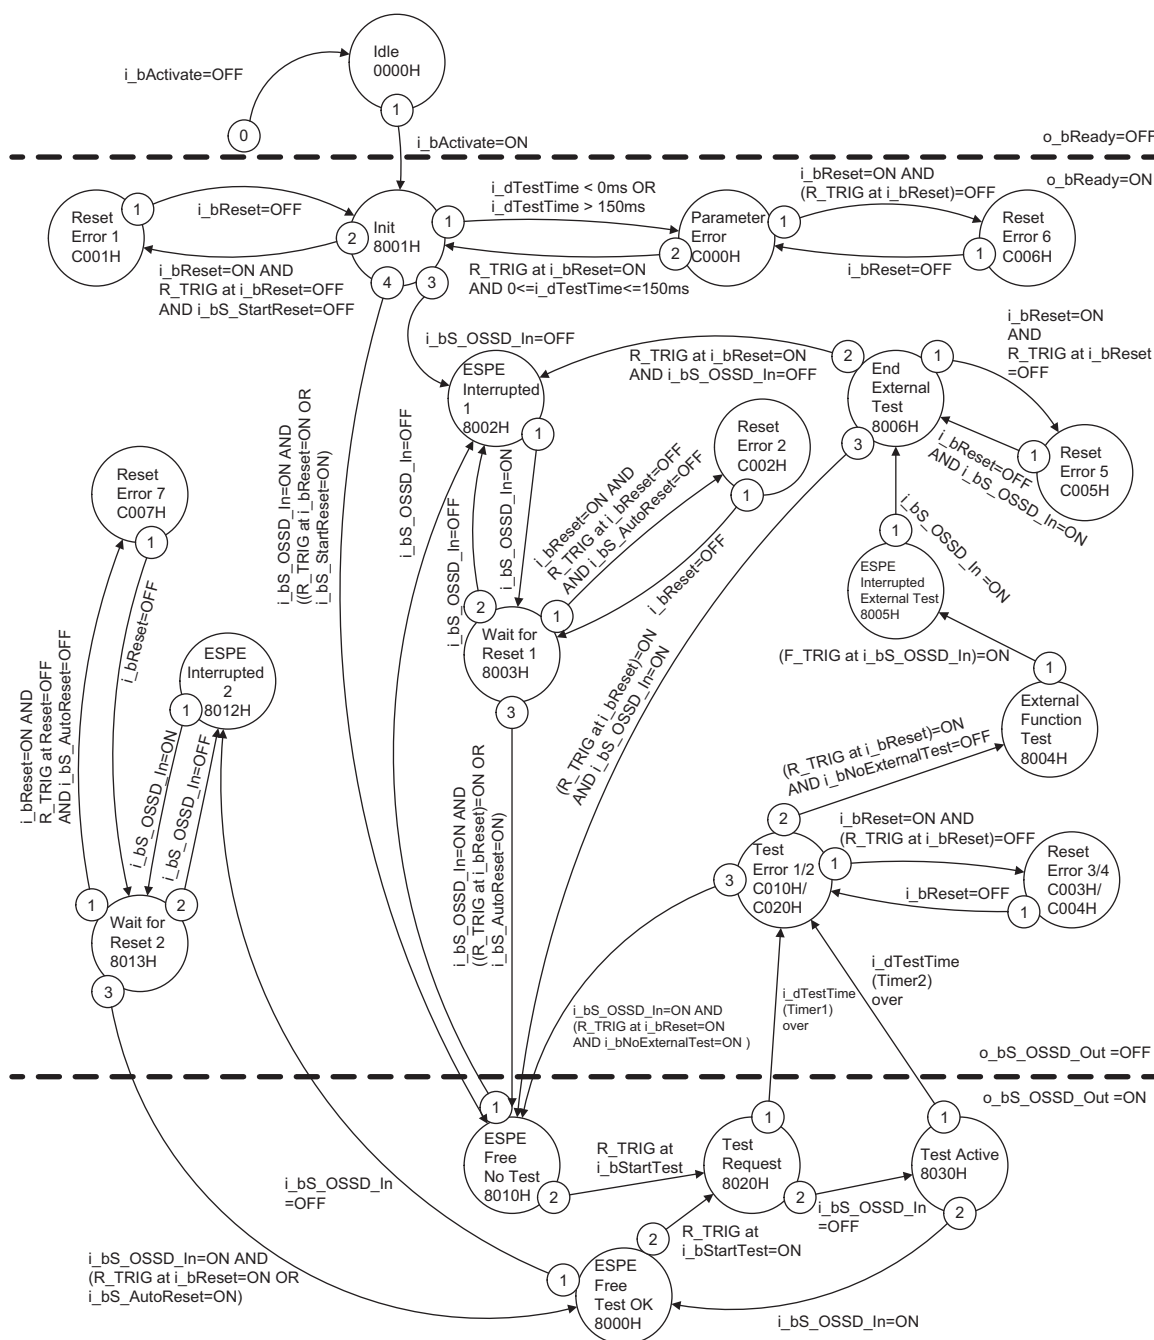 Idle
0000H
1
i_bActivate=OFF
0
i_bActivate=ON
o_bReady=OFF
o_bReady=ON
Reset
Error 1
C001H
1
i_bReset=OFF
Init
8001H
1
2
3
4
i_bReset=ON AND
R_TRIG at i_bReset=OFF
AND i_bS_StartReset=OFF
i_dTestTime < 0ms OR
i_dTestTime > 150ms
R_TRIG at i_bReset=ON
AND 0<=i_dTestTime<=150ms
Parameter
Error
C000H
1
2
i_bReset=ON AND
(R_TRIG at i_bReset)=OFF
i_bReset=OFF
Reset
Error 6
C006H
1
i_bS_OSSD_In=OFF
ESPE
Interrupted
1
8002H
1
R_TRIG at i_bReset=ON
AND i_bS_OSSD_In=OFF
End
External
Test
8006H
1
2
3
i_bReset=ON
AND
R_TRIG at i_bReset
=OFF
i_bReset=OFF
AND i_bS_OSSD_In=ON
Reset
Error 5
C005H
1
i_bS_OSSD_In=ON AND
((R_TRIG at i_bReset=ON OR
i_bS_StartReset=ON)
i_bS_OSSD_In=OFF
i_bS_OSSD_In=OFF
i_bS_OSSD_In=ON
i_bReset=ON AND
R_TRIG at i_bReset=OFF
AND i_bS_AutoReset=OFF
Reset
Error 2
C002H
1
i_bReset=OFF
Wait for
Reset 1
8003H
1
2
3
i_bS_OSSD_In =ON
ESPE
Interrupted
External Test
8005H
1
(F_TRIG at i_bS_OSSD_In)=ON
External
Function
Test
8004H
1
Reset
Error 7
C007H
1
i_bReset=OFF
i_bReset=ON AND
R_TRIG at Reset=OFF
AND i_bS_AutoReset=OFF
ESPE
Interrupted
2
8012H
1
i_bS_OSSD_In=ON
i_bS_OSSD_In=OFF
Wait for
Reset 2
8013H
1
2
3
i_bS_OSSD_In=ON AND
((R_TRIG at i_bReset)=ON OR
i_bS_AutoReset=ON)
(R_TRIG at i_bReset)=ON
AND i_bS_OSSD_In=ON
(R_TRIG at i_bReset)=ON
AND i_bNoExternalTest=OFF
Test
Error 1/2
C010H/
C020H
1
2
3
i_bReset=ON AND
(R_TRIG at i_bReset)=OFF
i_bReset=OFF
Reset
Error 3/4
C003H/
C004H
1
i_bS_OSSD_In=ON AND
(R_TRIG at i_bReset=ON
AND i_bNoExternalTest=ON )
i_dTestTime
(Timer1)
over
i_dTestTime
(Timer2)
over
o_bS_OSSD_Out =OFF
o_bS_OSSD_Out =ON
ESPE
Free
No Test
8010H
1
2
R_TRIG at
i_bStartTest
Test
Request
8020H
1
2
i_bS_OSSD_In
=OFF
Test Active
8030H
1
2
i_bS_OSSD_In
=OFF
R_TRIG at
i_bStartTest=ON
ESPE
Free
Test OK
8000H
1
2
i_bS_OSSD_In=ON
i_bS_OSSD_In=ON AND
(R_TRIG at i_bReset=ON OR
i_bS_AutoReset=ON)